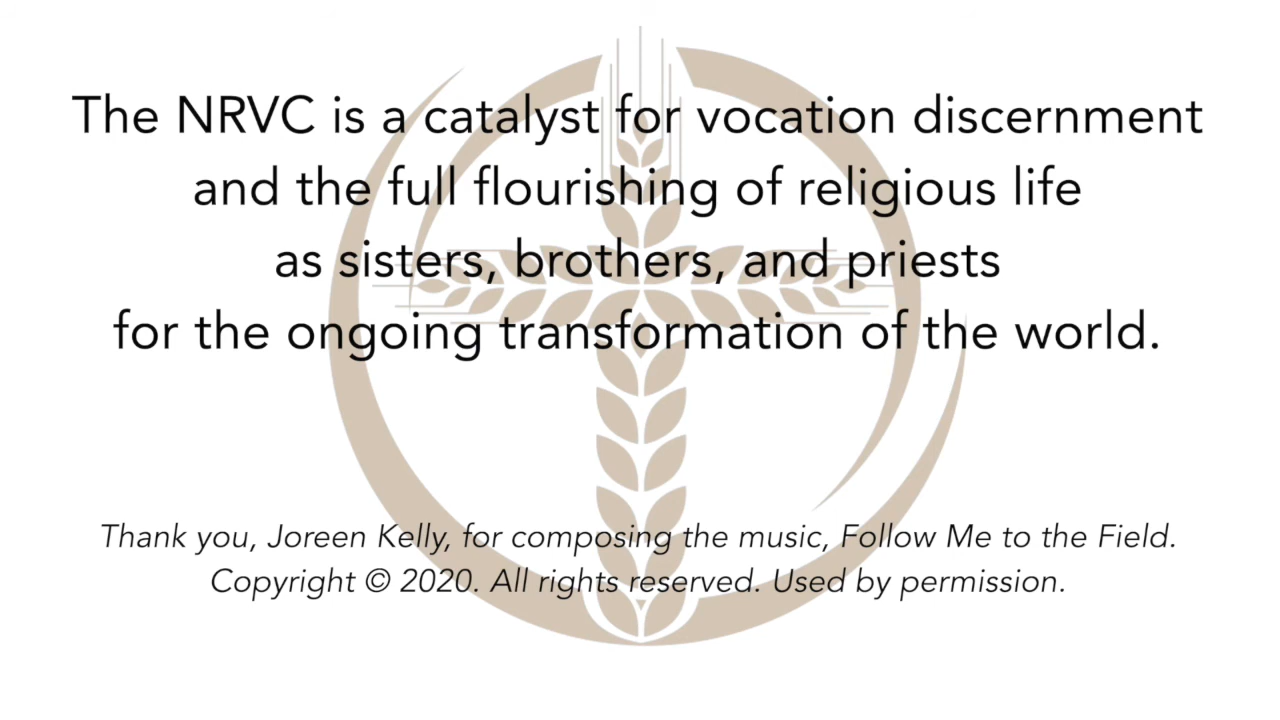 The NRVC is a catalyst for vocation discernment
and the full flourishing of religious life
as sisters, brothers, and priests
for the ongoing transformation of the world.
Thank you, Joreen Kelly, for composing the music, Follow Me to the Field.
Copyright © 2020. All rights reserved. Used by permission.